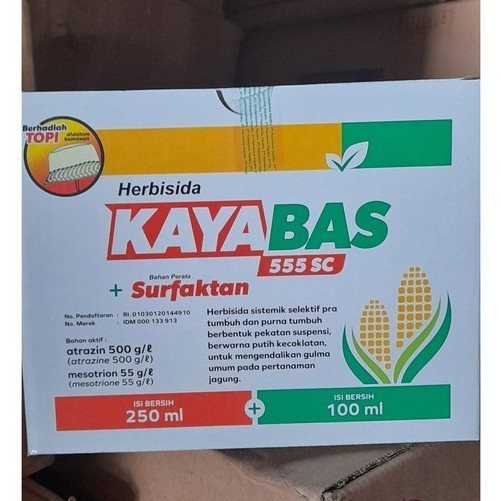 Berhadiah
TOPI didalam
kemasan
Herbisida
KAYABAS
555 SC
Bahan Perata
+ Surfaktan
No. Pendaftaran : RI. 01030120144910
No. Merek : IDM 000 133 913
Bahan aktif :
atrazin 500 g/ℓ
(atrazine 500 g/ℓ)
mesotrion 55 g/ℓ
(mesotrione 55 g/ℓ)
Herbisida sistemik selektif pra
tumbuh dan purna tumbuh
berbentuk pekatan suspensi,
berwarna putih kecoklatan,
untuk mengendalikan gulma
umum pada pertanaman
jagung.
ISI BERSIH
250 ml
+
ISI BERSIH
100 ml